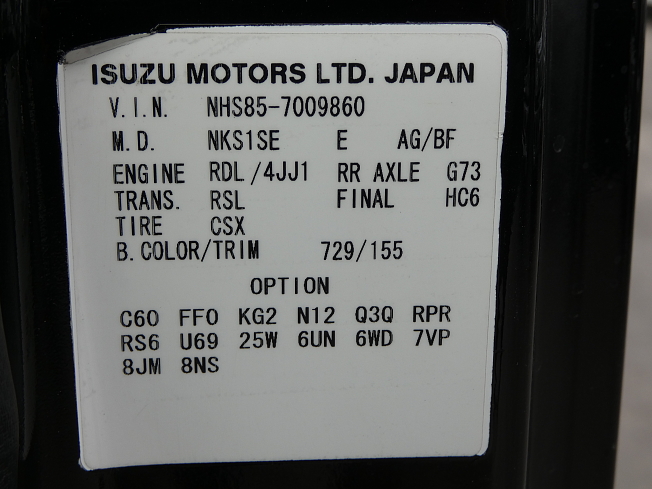 ISUZU MOTORS LTD. JAPAN
V.I.N. NHS85-7009860
M.D. NKS1SE E AG/BF
ENGINE RDL/4JJ1 RR AXLE G73
TRANS. RSL FINAL HC6
TIRE CSX
B.COLOR/TRIM 729/155
OPTION
C60 FF0 KG2 N12 Q3Q RPR
RS6 U69 25W 6UN 6WD 7VP
8JM 8NS